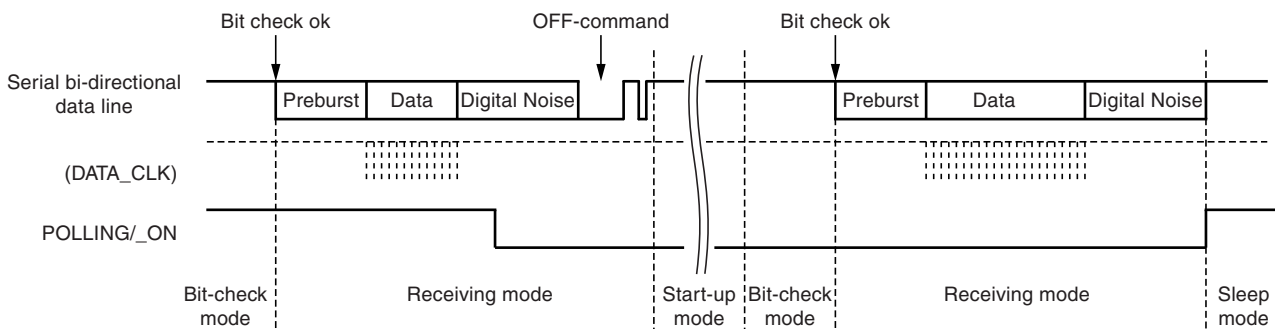 Bit check ok OFF-command Bit check ok
Serial bi-directional
data line
Preburst Data Digital Noise Preburst Data Digital Noise
(DATA_CLK)
POLLING/_ON
Bit-check Receiving mode Start-up Bit-check Receiving mode Sleep
mode mode mode mode